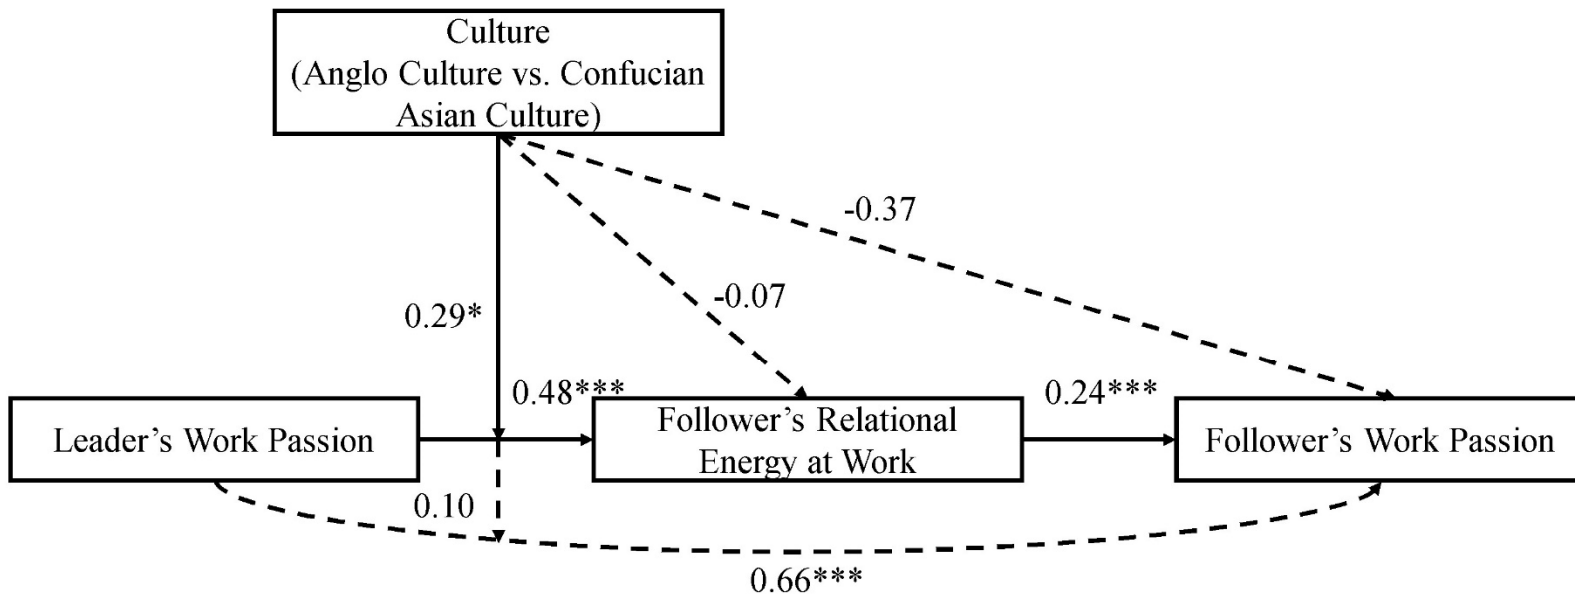 Culture
(Anglo Culture vs. Confucian
Asian Culture)
-0.37
-0.07
0.29*
0.48***
0.24***
Leader’s Work Passion
Follower’s Relational
Energy at Work
Follower’s Work Passion
0.10
0.66***